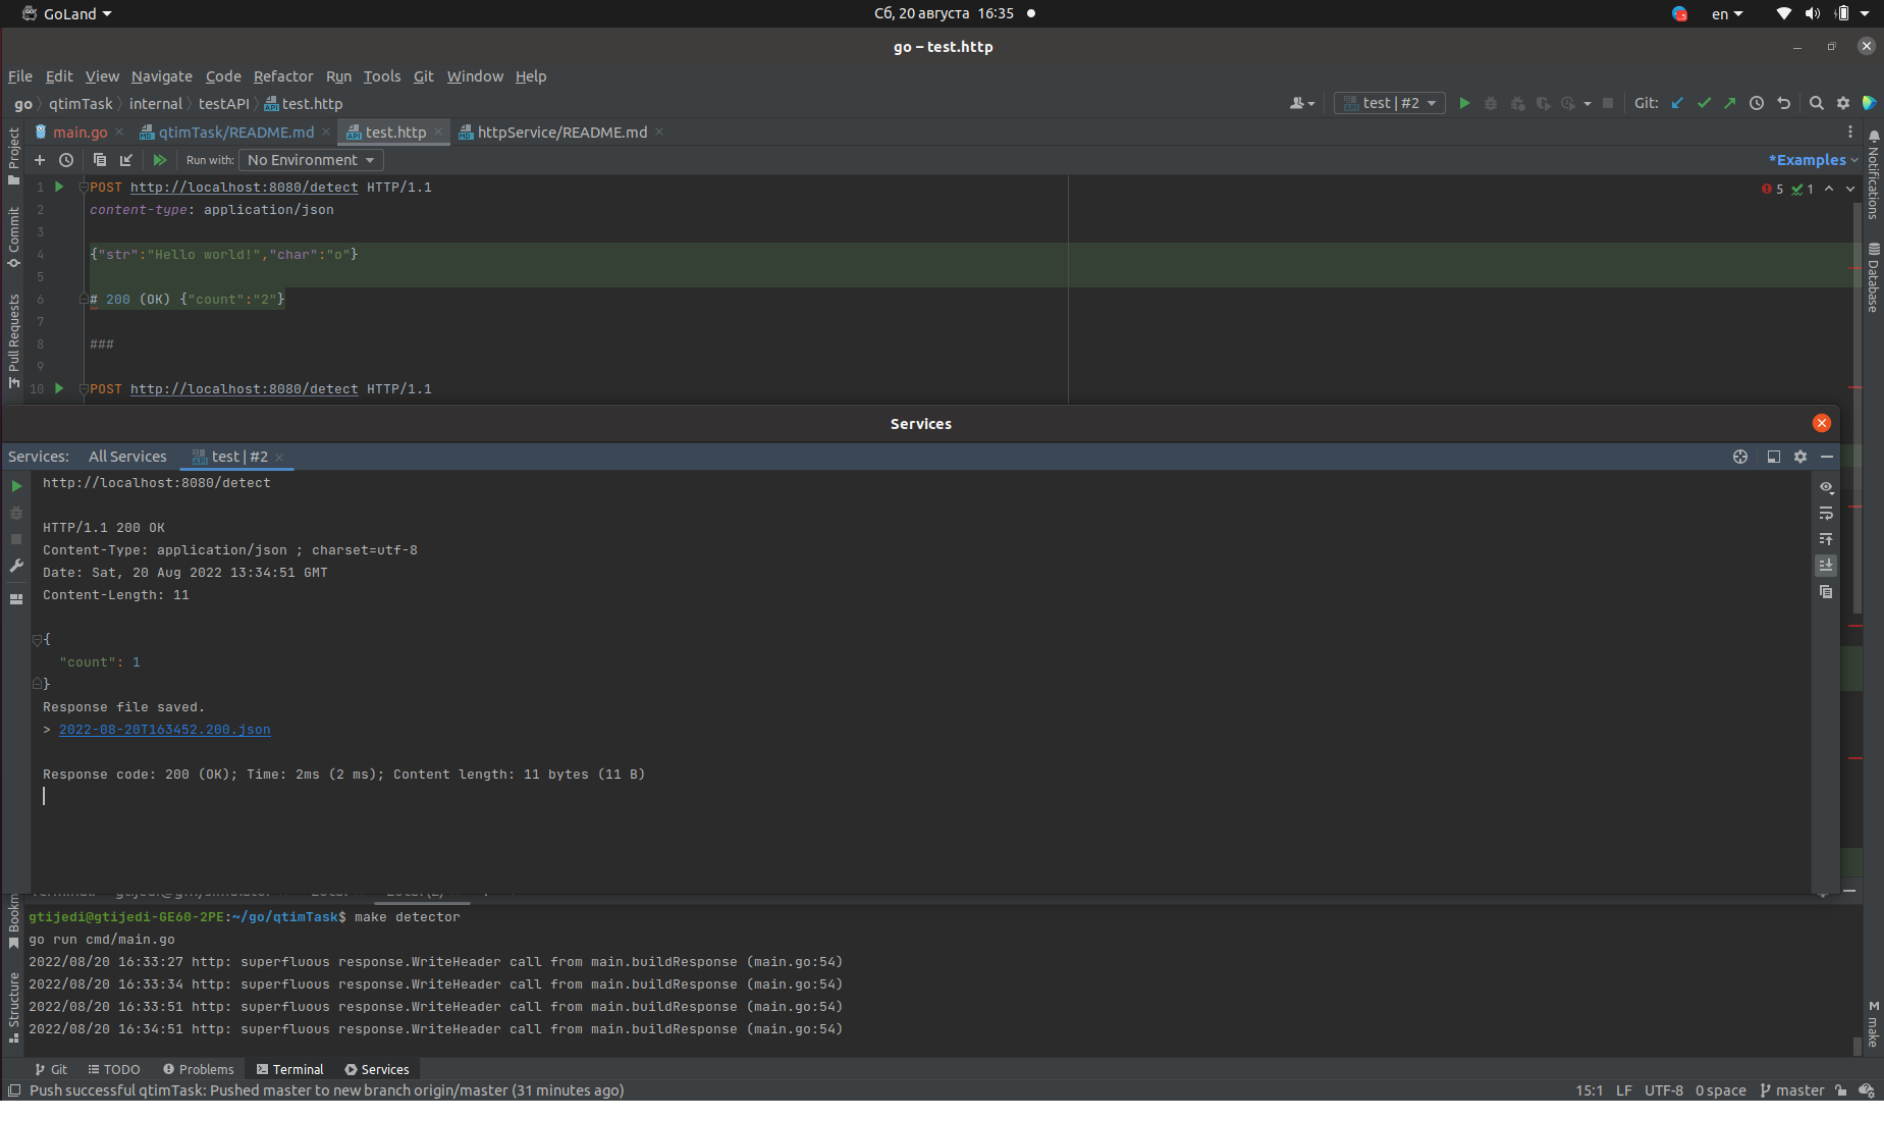 GoLand
Сб, 20 августа 16:35
en
go – test.http
File Edit View Navigate Code Refactor Run Tools Git Window Help
go qtimTask internal testAPI test.http
test | #2
Git:
main.go qtimTask/README.md test.http httpService/README.md
Run with: No Environment
*Examples
5 1
1 POST http://localhost:8080/detect HTTP/1.1
2 content-type: application/json
3
4 {"str":"Hello world!","char":"o"}
5
6 # 200 (OK) {"count":"2"}
7
8 ###
9
10 POST http://localhost:8080/detect HTTP/1.1
Project
Commit
Pull Requests
Notifications
Database
Services
Services: All Services test | #2
http://localhost:8080/detect
HTTP/1.1 200 OK
Content-Type: application/json ; charset=utf-8
Date: Sat, 20 Aug 2022 13:34:51 GMT
Content-Length: 11
{
"count": 1
}
Response file saved.
> 2022-08-20T163452.200.json
Response code: 200 (OK); Time: 2ms (2 ms); Content length: 11 bytes (11 B)
gtijedi@gtijedi-GE60-2PE:~/go/qtimTask$ make detector
go run cmd/main.go
2022/08/20 16:33:27 http: superfluous response.WriteHeader call from main.buildResponse (main.go:54)
2022/08/20 16:33:34 http: superfluous response.WriteHeader call from main.buildResponse (main.go:54)
2022/08/20 16:33:51 http: superfluous response.WriteHeader call from main.buildResponse (main.go:54)
2022/08/20 16:34:51 http: superfluous response.WriteHeader call from main.buildResponse (main.go:54)
Bookm
Structure
M make
Git TODO Problems Terminal Services
Push successful qtimTask: Pushed master to new branch origin/master (31 minutes ago)
15:1 LF UTF-8 0 space master